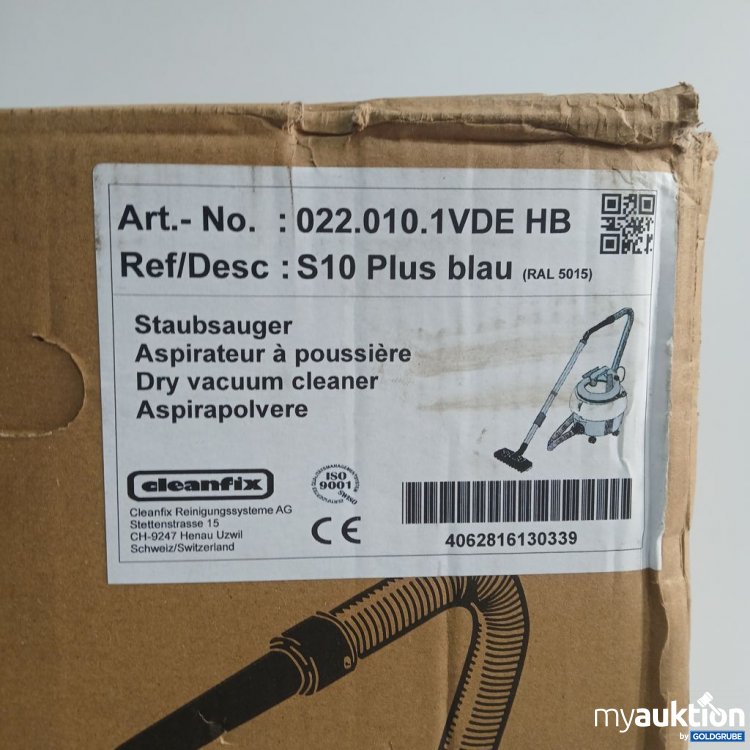 Art.- No. : 022.010.1VDE HB
Ref/Desc : S10 Plus blau (RAL 5015)
Staubsauger
Aspirateur à poussière
Dry vacuum cleaner
Aspirapolvere
cleanfix
Cleanfix Reinigungssysteme AG
Stettenstrasse 15
CH-9247 Henau Uzwil
Schweiz/Switzerland
ISO
9001
CE
4062816130339
myauktion
by GOLDGRUBE